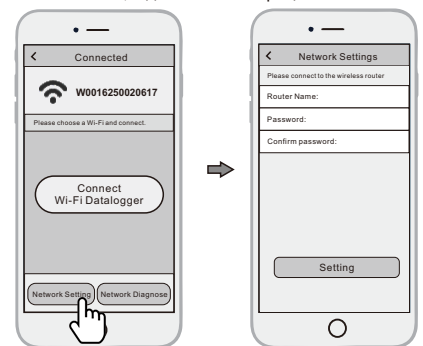 Connected
W0016250020617
Please choose a Wi-Fi and connect.
Connect
Wi-Fi Datalogger
Network Setting
Network Diagnose
Network Settings
Please connect to the wireless router
Router Name:
Password:
Confirm password:
Setting